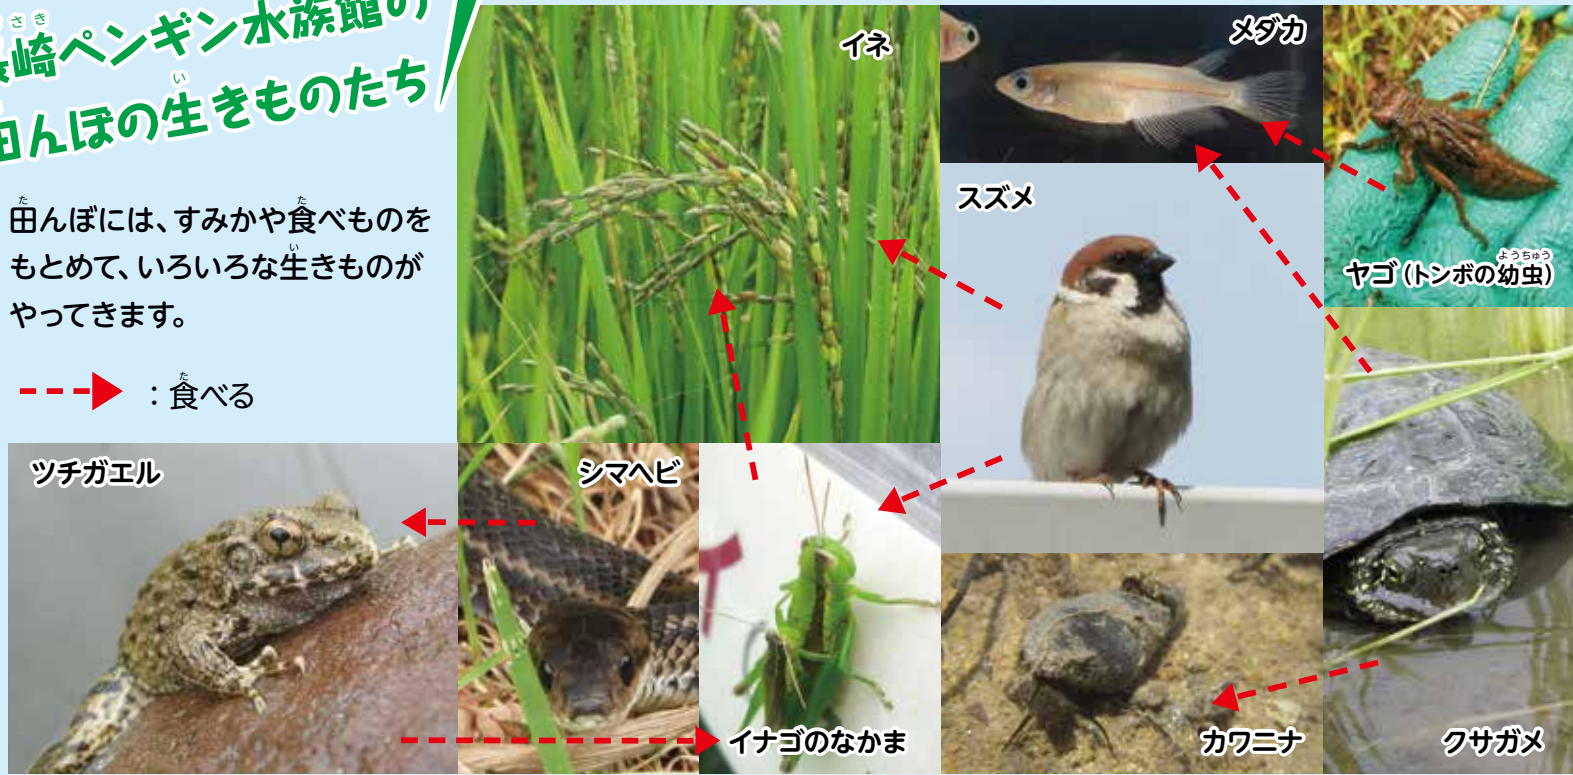 崎ペンギン水族館の
田んぼの生きものたち
田んぼには、すみかや食べものを
もとめて、いろいろな生きものが
やってきます。
：食べる
イネ
メダカ
ヤゴ（トンボの幼虫）
スズメ
ツチガエル
シマヘビ
イナゴのなかま
カワニナ
クサガメ